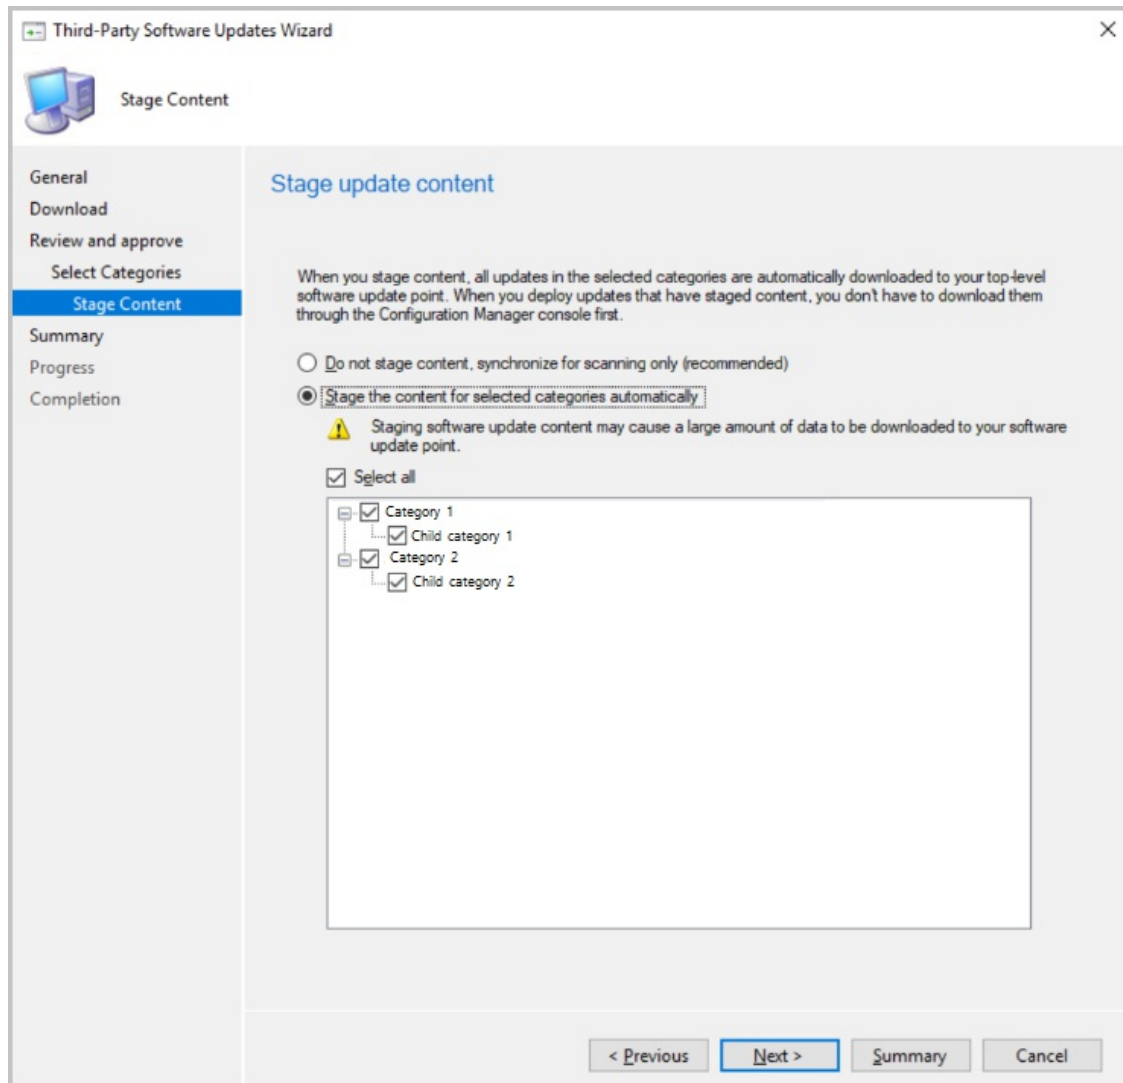 Third-Party Software Updates Wizard
Stage Content
General
Download
Review and approve
Select Categories
Stage Content
Summary
Progress
Completion
Stage update content
When you stage content, all updates in the selected categories are automatically downloaded to your top-level
software update point. When you deploy updates that have staged content, you don't have to download them
through the Configuration Manager console first.
Do not stage content, synchronize for scanning only (recommended)
Stage the content for selected categories automatically
Staging software update content may cause a large amount of data to be downloaded to your software
update point.
Select all
Category 1
Child category 1
Category 2
Child category 2
< Previous
Next >
Summary
Cancel